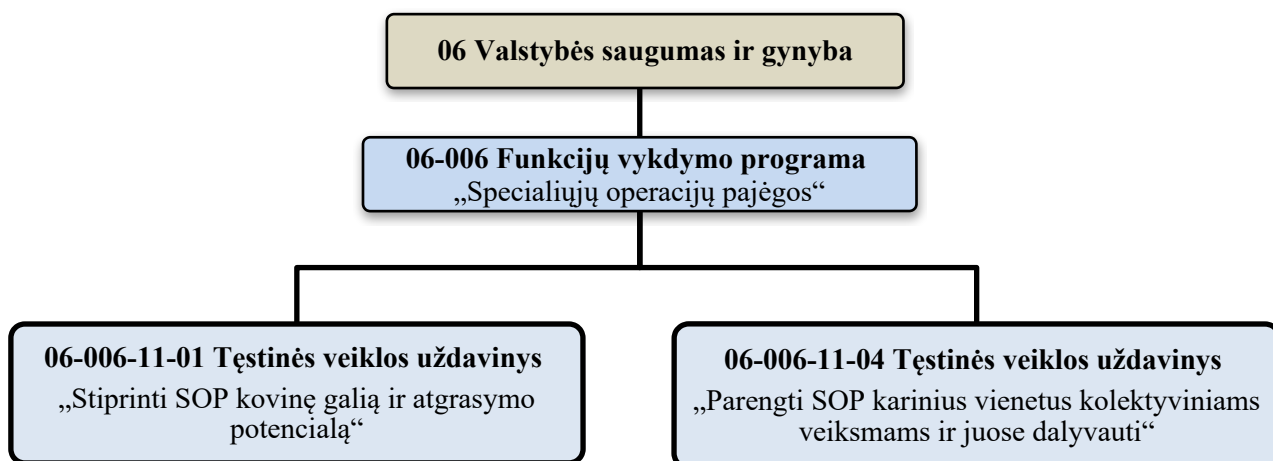 06 Valstybės saugumas ir gynyba
06-006 Funkcijų vykdymo programa
„Specialiųjų operacijų pajėgos“
06-006-11-01 Tęstinės veiklos uždavinys
„Stiprinti SOP kovinę galią ir atgrasymo
potencialą“
06-006-11-04 Tęstinės veiklos uždavinys
„Parengti SOP karinius vienetus kolektyviniams
veiksmams ir juose dalyvauti“